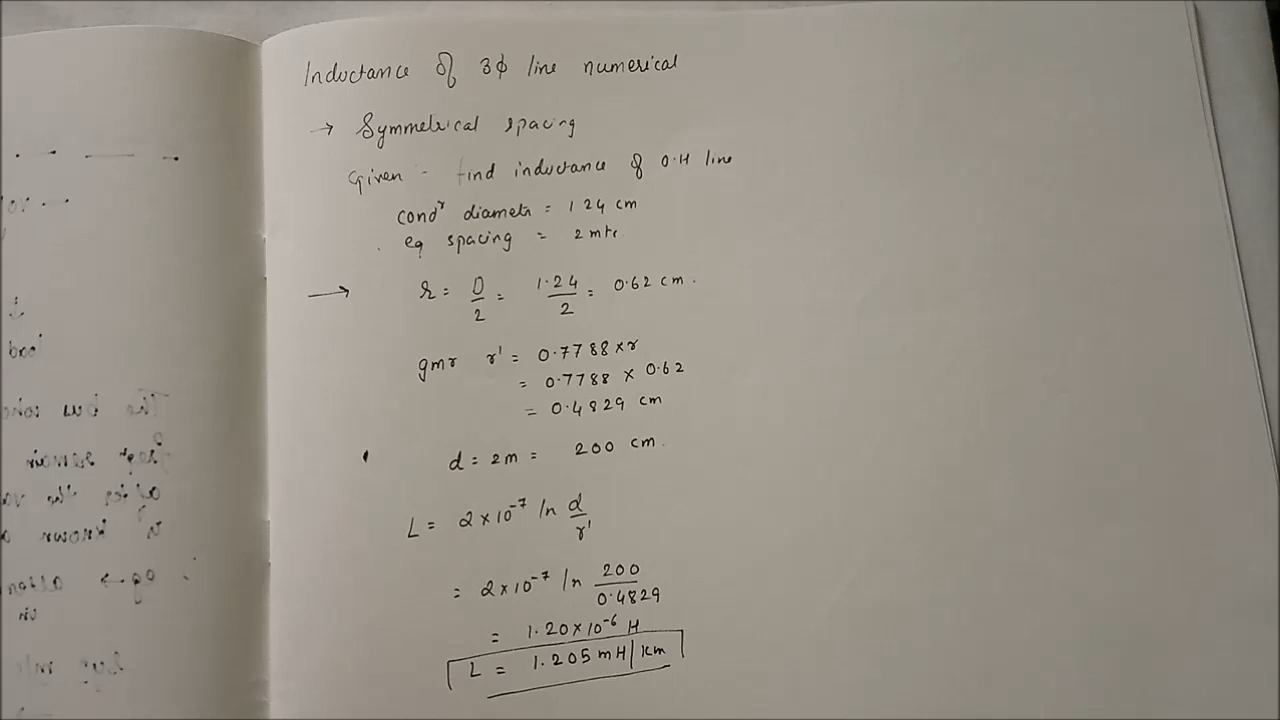 Inductance of 3ϕ line numerical
→ Symmetrical spacing
Given - find inductance of O.H line
condʳ diametr = 1 24 cm
eq spacing = 2 mtr.
→ r = D/2 = 1.24/2 = 0.62 cm.
gmr r' = 0.7788 × r
= 0.7788 × 0.62
= 0.4829 cm
d = 2m = 200 cm.
L = 2×10⁻⁷ ln d/r'
= 2×10⁻⁷ ln 200/0.4829
= 1.20×10⁻⁶ H
L = 1.205 mH/km